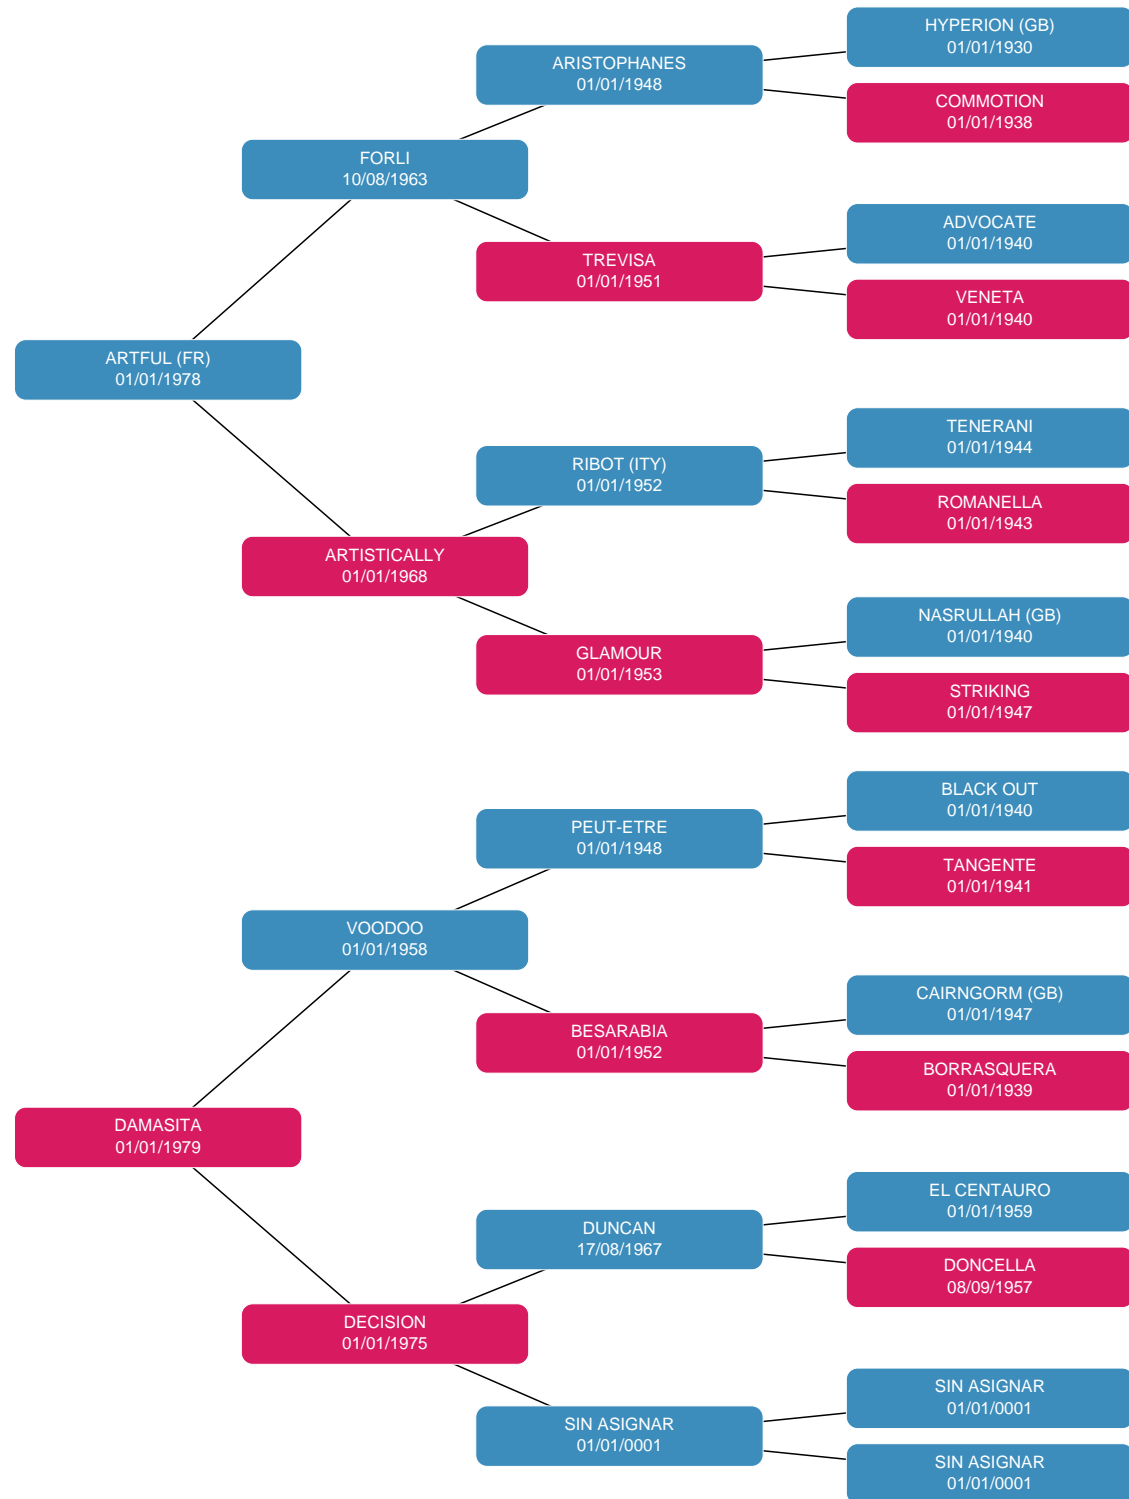 HYPERION (GB)
01/01/1930
ARISTOPHANES
01/01/1948
COMMOTION
01/01/1938
FORLI
10/08/1963
ADVOCATE
01/01/1940
TREVISA
01/01/1951
VENETA
01/01/1940
ARTFUL (FR)
01/01/1978
TENERANI
01/01/1944
RIBOT (ITY)
01/01/1952
ROMANELLA
01/01/1943
ARTISTICALLY
01/01/1968
NASRULLAH (GB)
01/01/1940
GLAMOUR
01/01/1953
STRIKING
01/01/1947
BLACK OUT
01/01/1940
PEUT-ETRE
01/01/1948
TANGENTE
01/01/1941
VOODOO
01/01/1958
CAIRNGORM (GB)
01/01/1947
BESARABIA
01/01/1952
BORRASQUERA
01/01/1939
DAMASITA
01/01/1979
EL CENTAURO
01/01/1959
DUNCAN
17/08/1967
DONCELLA
08/09/1957
DECISION
01/01/1975
SIN ASIGNAR
01/01/0001
SIN ASIGNAR
01/01/0001
SIN ASIGNAR
01/01/0001